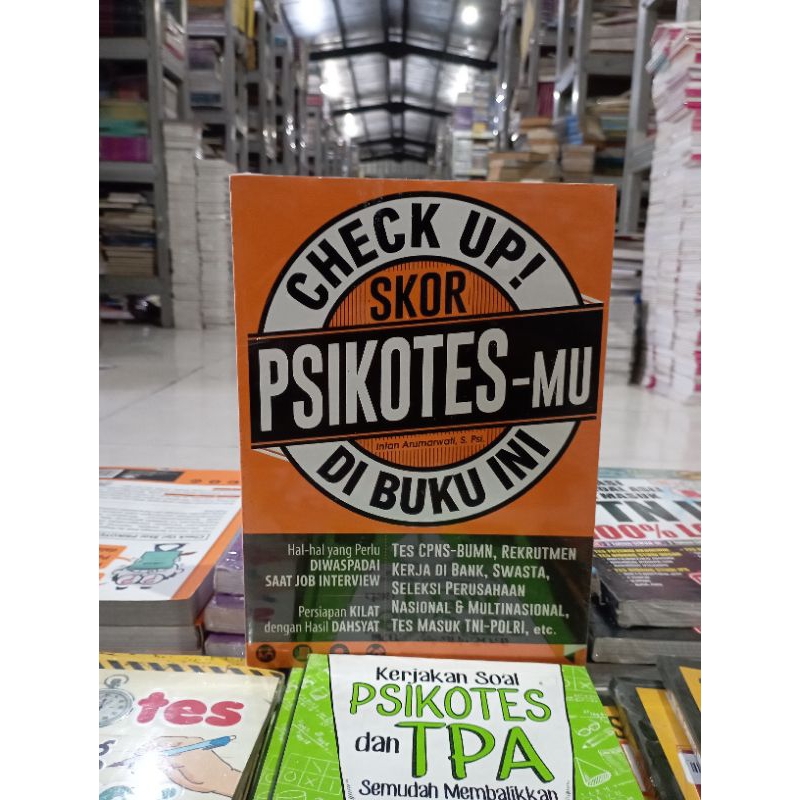 CHECK UP!
SKOR
PSIKOTES-MU
Intan Arumarwati, S. Psi.
DI BUKU INI
Hal-hal yang Perlu
DIWASPADAI
SAAT JOB INTERVIEW
Persiapan KILAT
dengan Hasil DAHSYAT
TES CPNS-BUMN, REKRUTMEN
KERJA DI BANK, SWASTA,
SELEKSI PERUSAHAAN
NASIONAL & MULTINASIONAL,
TES MASUK TNI-POLRI, etc.
MASUK
100%
tes
Kerjakan Soal
PSIKOTES
dan TPA
Semudah Membalikkan